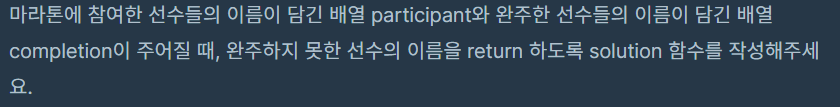 마라톤에 참여한 선수들의 이름이 담긴 배열 participant와 완주한 선수들의 이름이 담긴 배열
completion이 주어질 때, 완주하지 못한 선수의 이름을 return 하도록 solution 함수를 작성해주세
요.